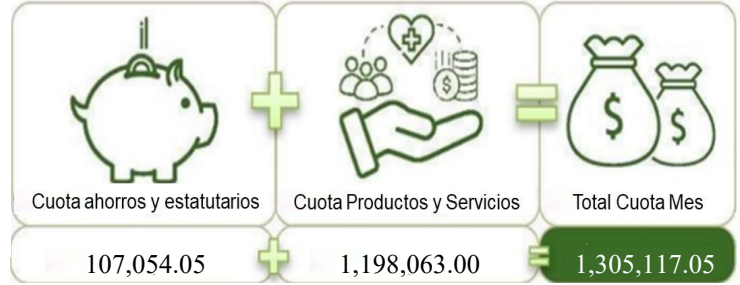 Cuota ahorros y estatutarios
Cuota Productos y Servicios
Total Cuota Mes
107,054.05
1,198,063.00
1,305,117.05